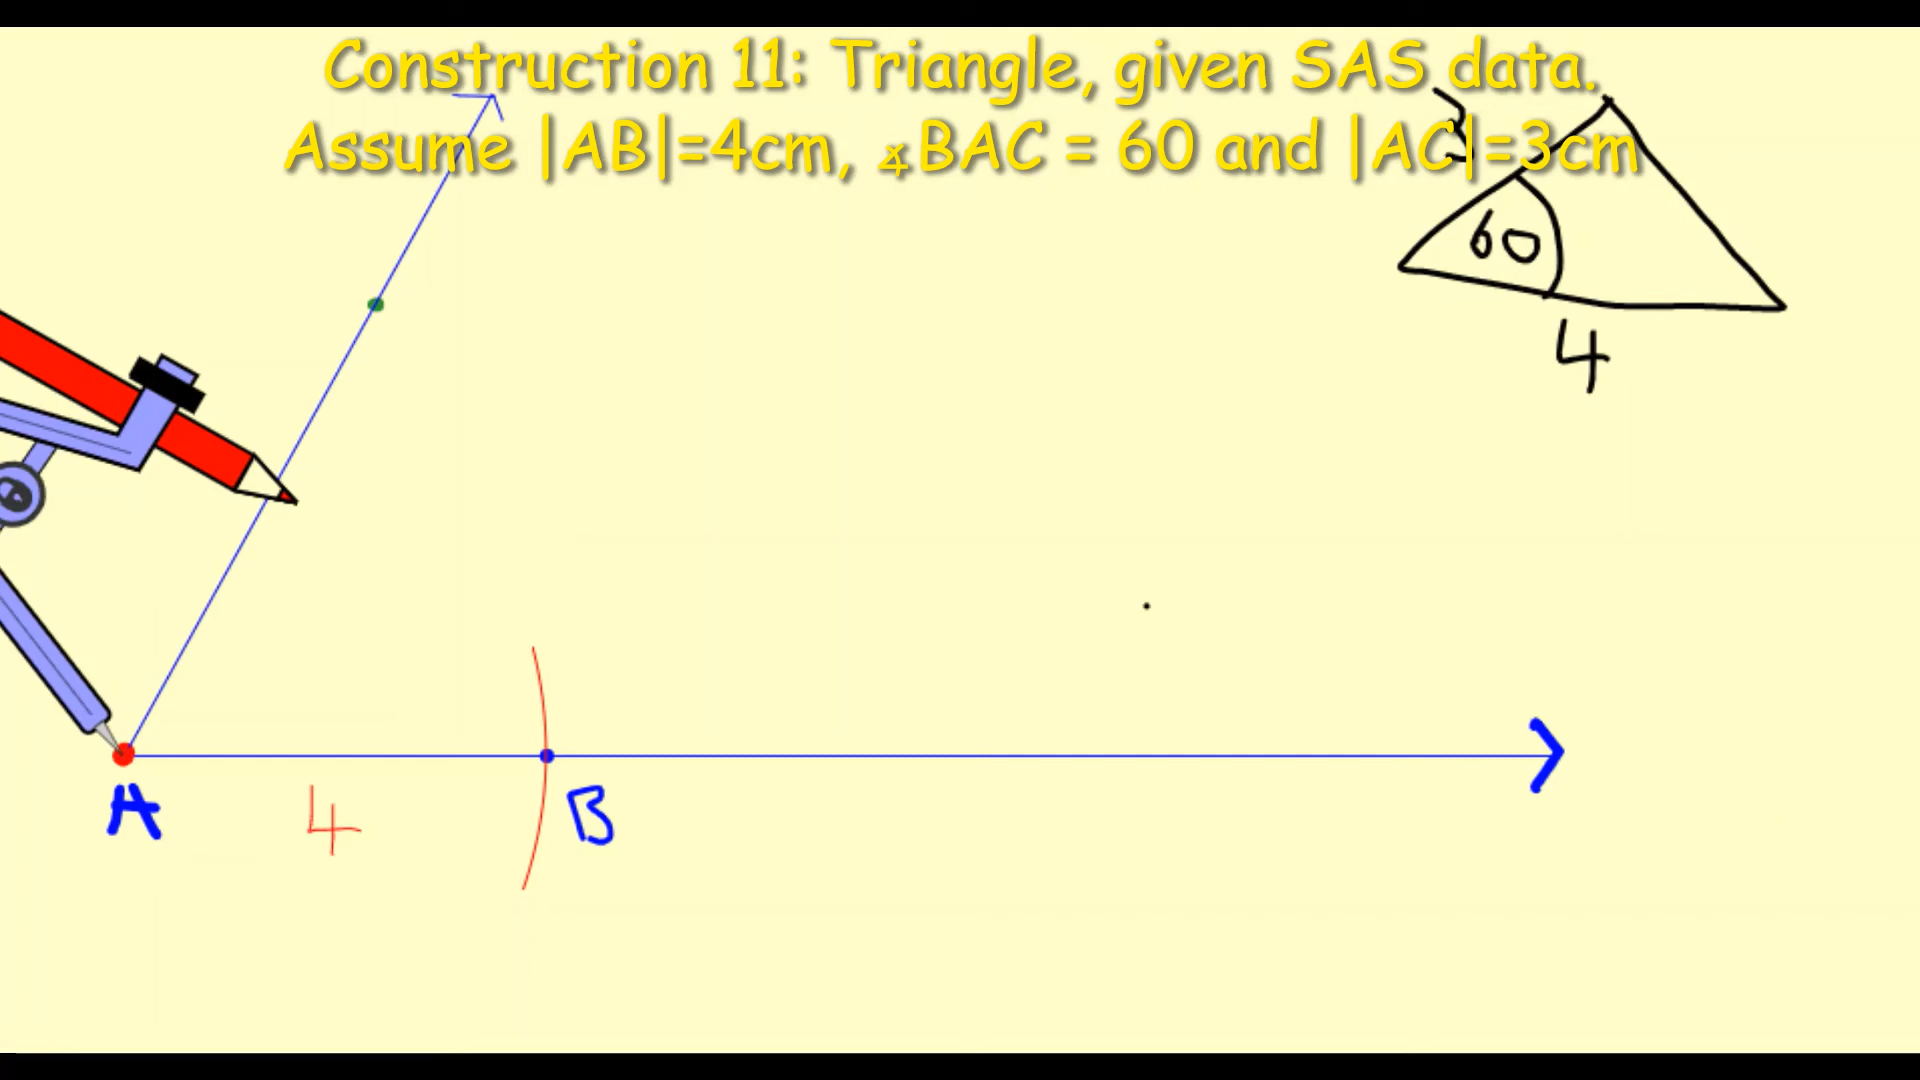 Construction 11: Triangle, given SAS data.
Assume |AB|=4cm, ∡BAC = 60 and |AC|=3cm
3
60
4
A
4
B